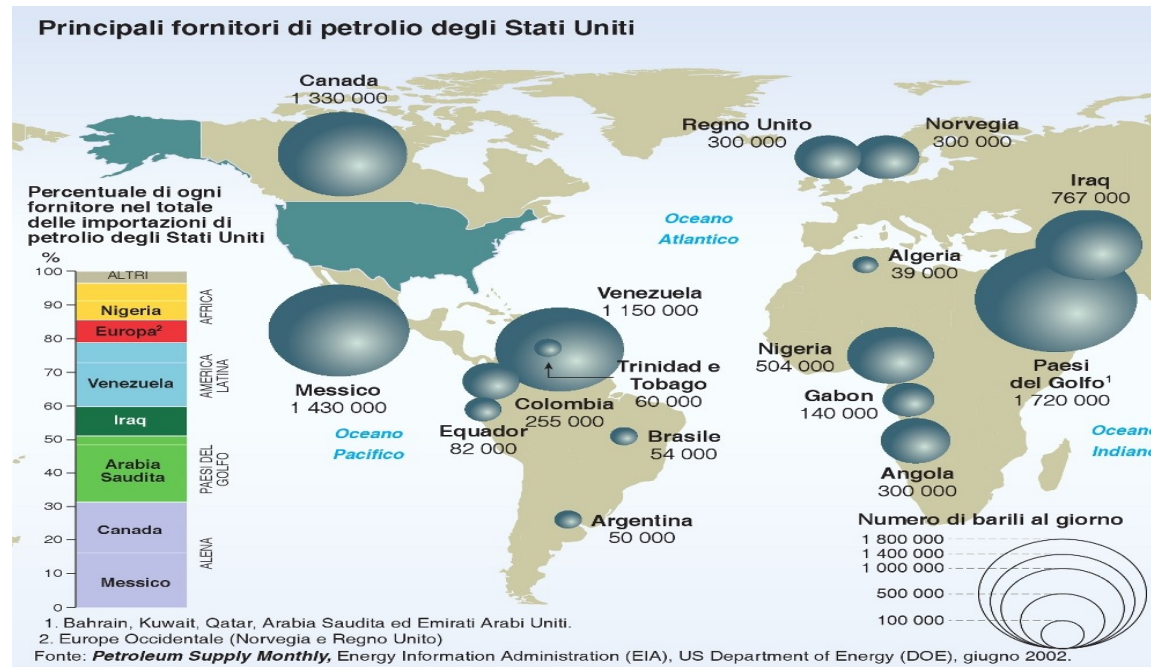 Principali fornitori di petrolio degli Stati Uniti
Canada
1 330 000
Regno Unito
300 000
Norvegia
300 000
Iraq
767 000
Percentuale di ogni
fornitore nel totale
delle importazioni di
petrolio degli Stati Uniti
%
Oceano
Atlantico
Algeria
39 000
100
90
80
70
60
50
40
30
20
10
0
ALTRI
Nigeria
Europa²
Venezuela
Iraq
Arabia
Saudita
Canada
Messico
AFRICA
AMERICA
LATINA
PAESI DEL
GOLFO
ALENA
Messico
1 430 000
Venezuela
1 150 000
Trinidad e
Tobago
60 000
Colombia
255 000
Equador
82 000
Brasile
54 000
Argentina
50 000
Oceano
Pacifico
Nigeria
504 000
Gabon
140 000
Angola
300 000
Paesi
del Golfo¹
1 720 000
Oceano
Indiano
Numero di barili al giorno
1 800 000
1 400 000
1 000 000
500 000
100 000
1. Bahrain, Kuwait, Qatar, Arabia Saudita ed Emirati Arabi Uniti.
2. Europe Occidentale (Norvegia e Regno Unito)
Fonte: Petroleum Supply Monthly, Energy Information Administration (EIA), US Department of Energy (DOE), giugno 2002.